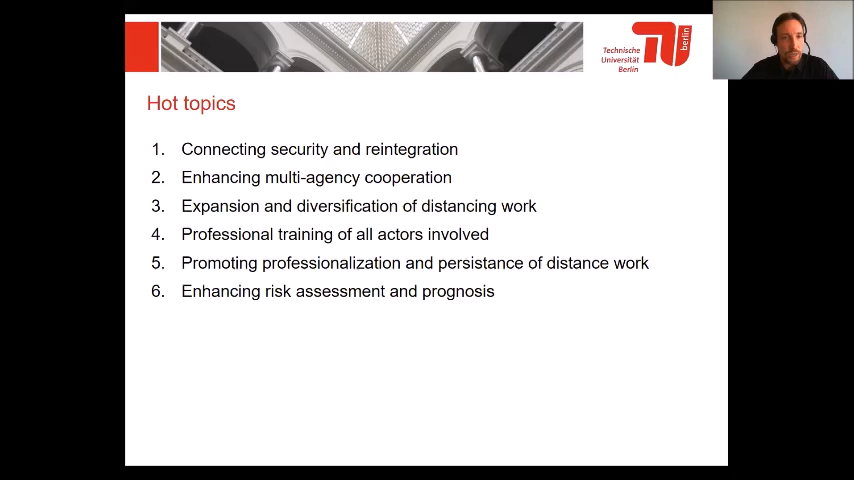 Technische
Universität
Berlin
berlin
Hot topics
1. Connecting security and reintegration
2. Enhancing multi-agency cooperation
3. Expansion and diversification of distancing work
4. Professional training of all actors involved
5. Promoting professionalization and persistance of distance work
6. Enhancing risk assessment and prognosis